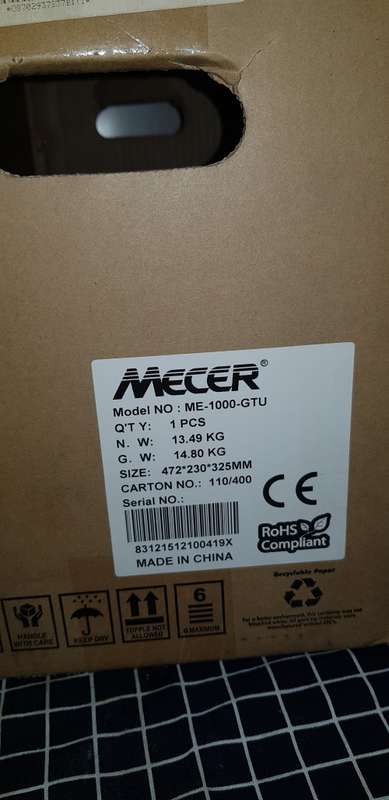 MECER®
Model NO : ME-1000-GTU
Q'T Y: 1 PCS
N. W: 13.49 KG
G. W: 14.80 KG
SIZE: 472*230*325MM
CARTON NO.: 110/400
Serial NO.:
83121512100419X
MADE IN CHINA
CE
RoHS
Compliant
Recyclable Paper
HANDLE
WITH CARE
KEEP DRY
TOPPLE NOT
ALLOWED
6
6 MAXIMUM